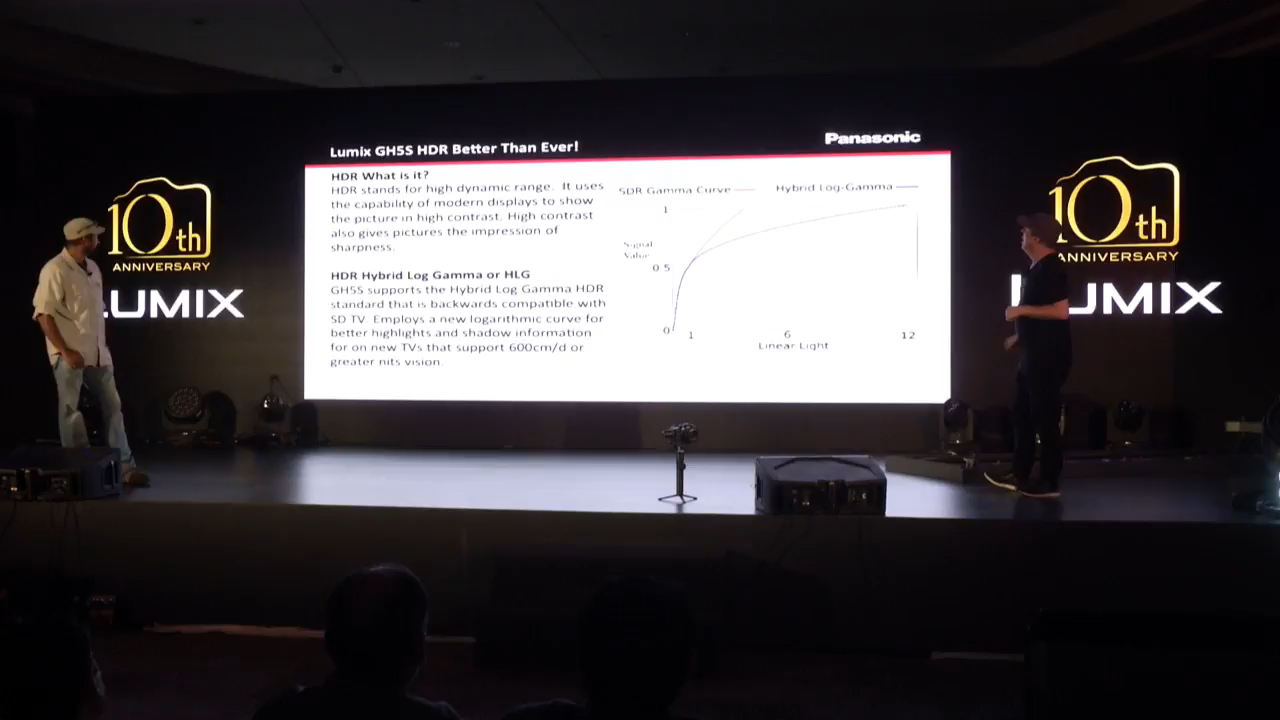 Lumix GH5S HDR Better Than Ever!
Panasonic
HDR What is it?
HDR stands for high dynamic range. It uses
the capability of modern displays to show
the picture in high contrast. High contrast
also gives pictures the impression of
sharpness.
HDR Hybrid Log Gamma or HLG
GH5S supports the Hybrid Log Gamma HDR
standard that is backwards compatible with
SD TV. Employs a new logarithmic curve for
better highlights and shadow information
for on new TVs that support 600cm/d or
greater nits vision.
SDR Gamma Curve
Hybrid Log-Gamma
1
Signal
Value
0 5
0
1
6
12
Linear Light
10th
ANNIVERSARY
LUMIX
10th
ANNIVERSARY
LUMIX